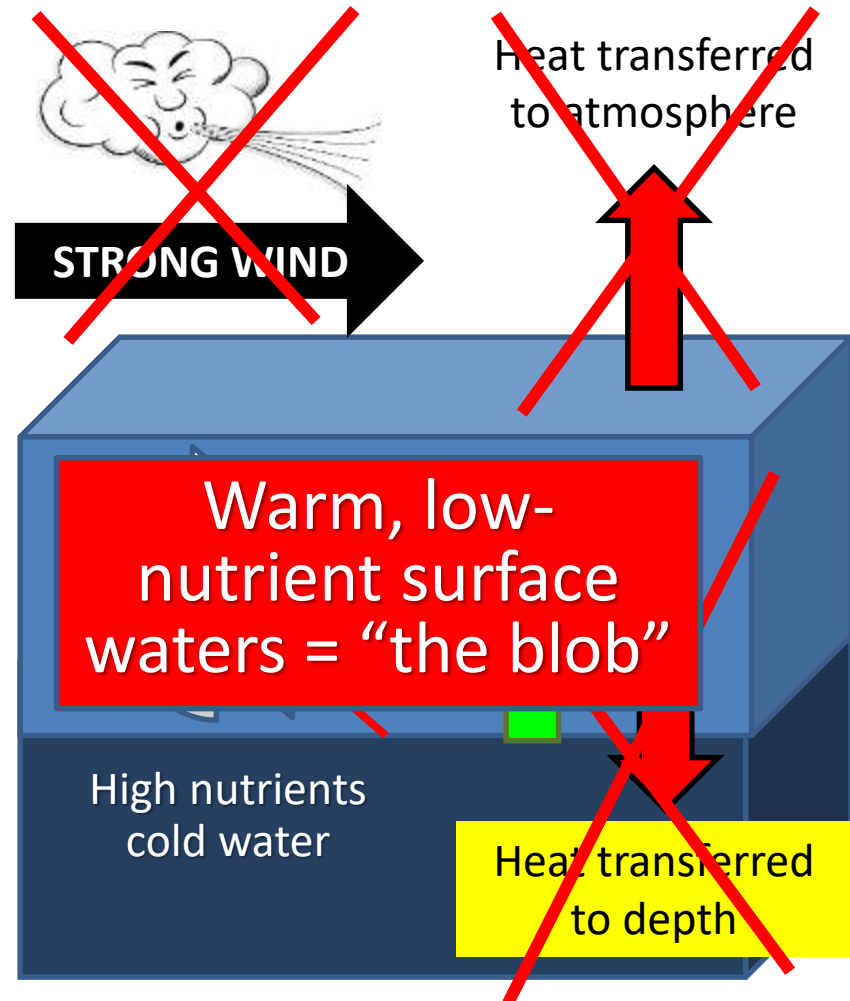 Heat transferred
to atmosphere
STRONG WIND
Warm, low-
nutrient surface
waters = “the blob”
High nutrients
cold water
Heat transferred
to depth